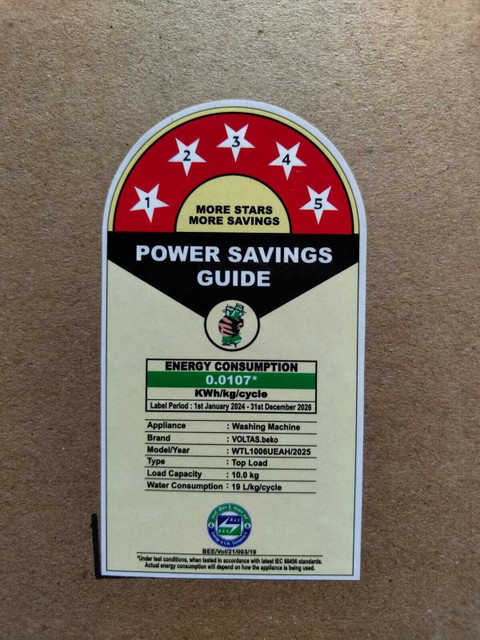 1 2 3 4 5
MORE STARS
MORE SAVINGS
POWER SAVINGS
GUIDE
ENERGY CONSUMPTION
0.0107*
KWh/kg/cycle
Label Period : 1st January 2024 - 31st December 2026
Appliance : Washing Machine
Brand : VOLTAS.beko
Model/Year : WTL1006UEAH/2025
Type : Top Load
Load Capacity : 10.0 kg
Water Consumption : 19 L/kg/cycle
BEE/Vol/21/093/19
*Under test conditions, when tested in accordance with latest IEC 60456 standards.
Actual energy consumption will depend on how the appliance is being used.